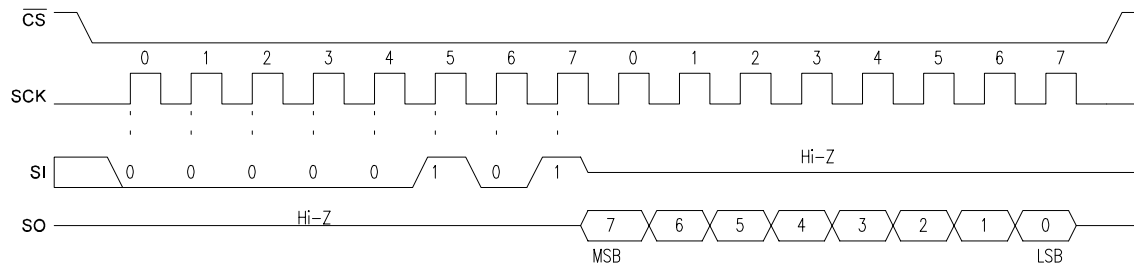 CS
0 1 2 3 4 5 6 7 0 1 2 3 4 5 6 7
SCK
SI 0 0 0 0 0 1 0 1 Hi-Z
SO Hi-Z 7 6 5 4 3 2 1 0
MSB LSB